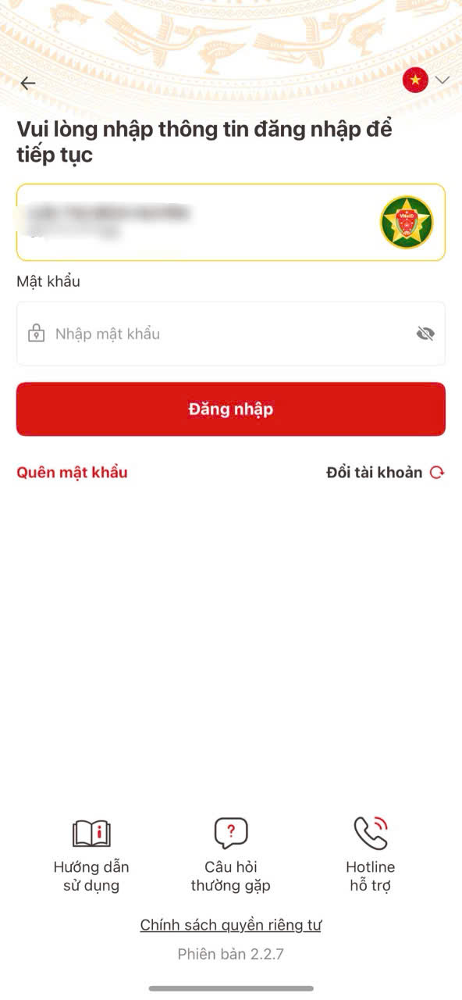 Vui lòng nhập thông tin đăng nhập để
tiếp tục
VNeID
Mật khẩu
Nhập mật khẩu
Đăng nhập
Quên mật khẩu
Đổi tài khoản
Hướng dẫn
sử dụng
Câu hỏi
thường gặp
Hotline
hỗ trợ
Chính sách quyền riêng tư
Phiên bản 2.2.7